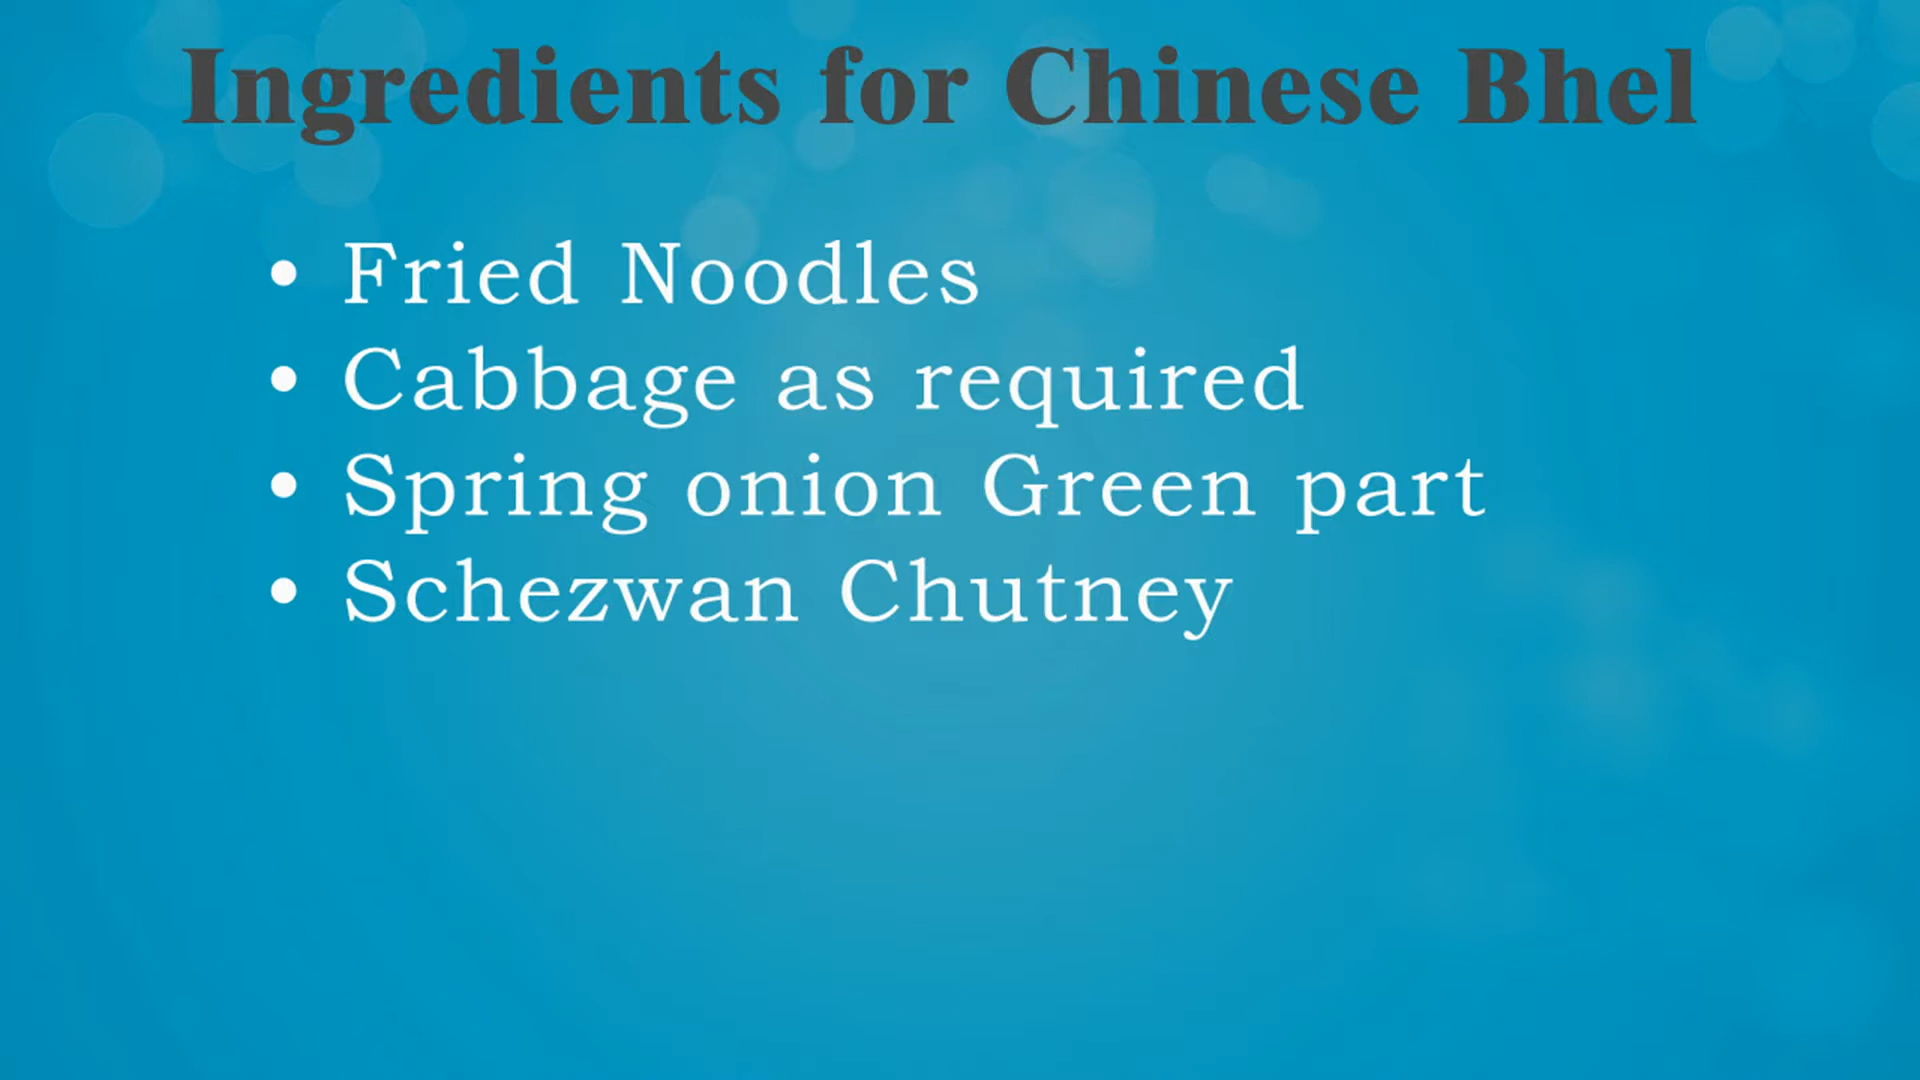 Ingredients for Chinese Bhel
• Fried Noodles
• Cabbage as required
• Spring onion Green part
• Schezwan Chutney